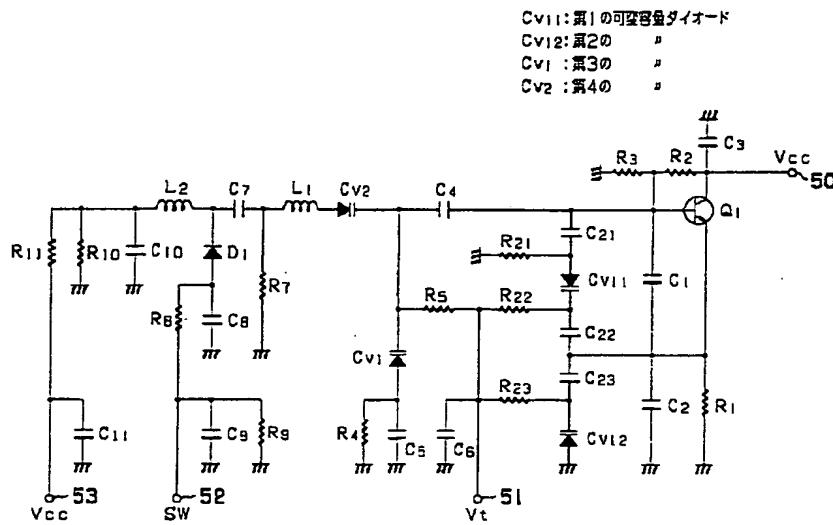 Cv11:第1の可変容量ダイオード
Cv12:第2の 〃
Cv1 :第3の 〃
Cv2 :第4の 〃
C3
R3 R2 Vcc
50
L2 C7 L1 Cv2 C4
Q1
R11 R10 C10 D1 R7 R21 C21
Cv11 C1
R8 C8 R5 R22
C22
Cv1
C23
R23
C11 C9 R9 R4 C5 C6 Cv12 C2 R1
53 52 51
Vcc SW Vt